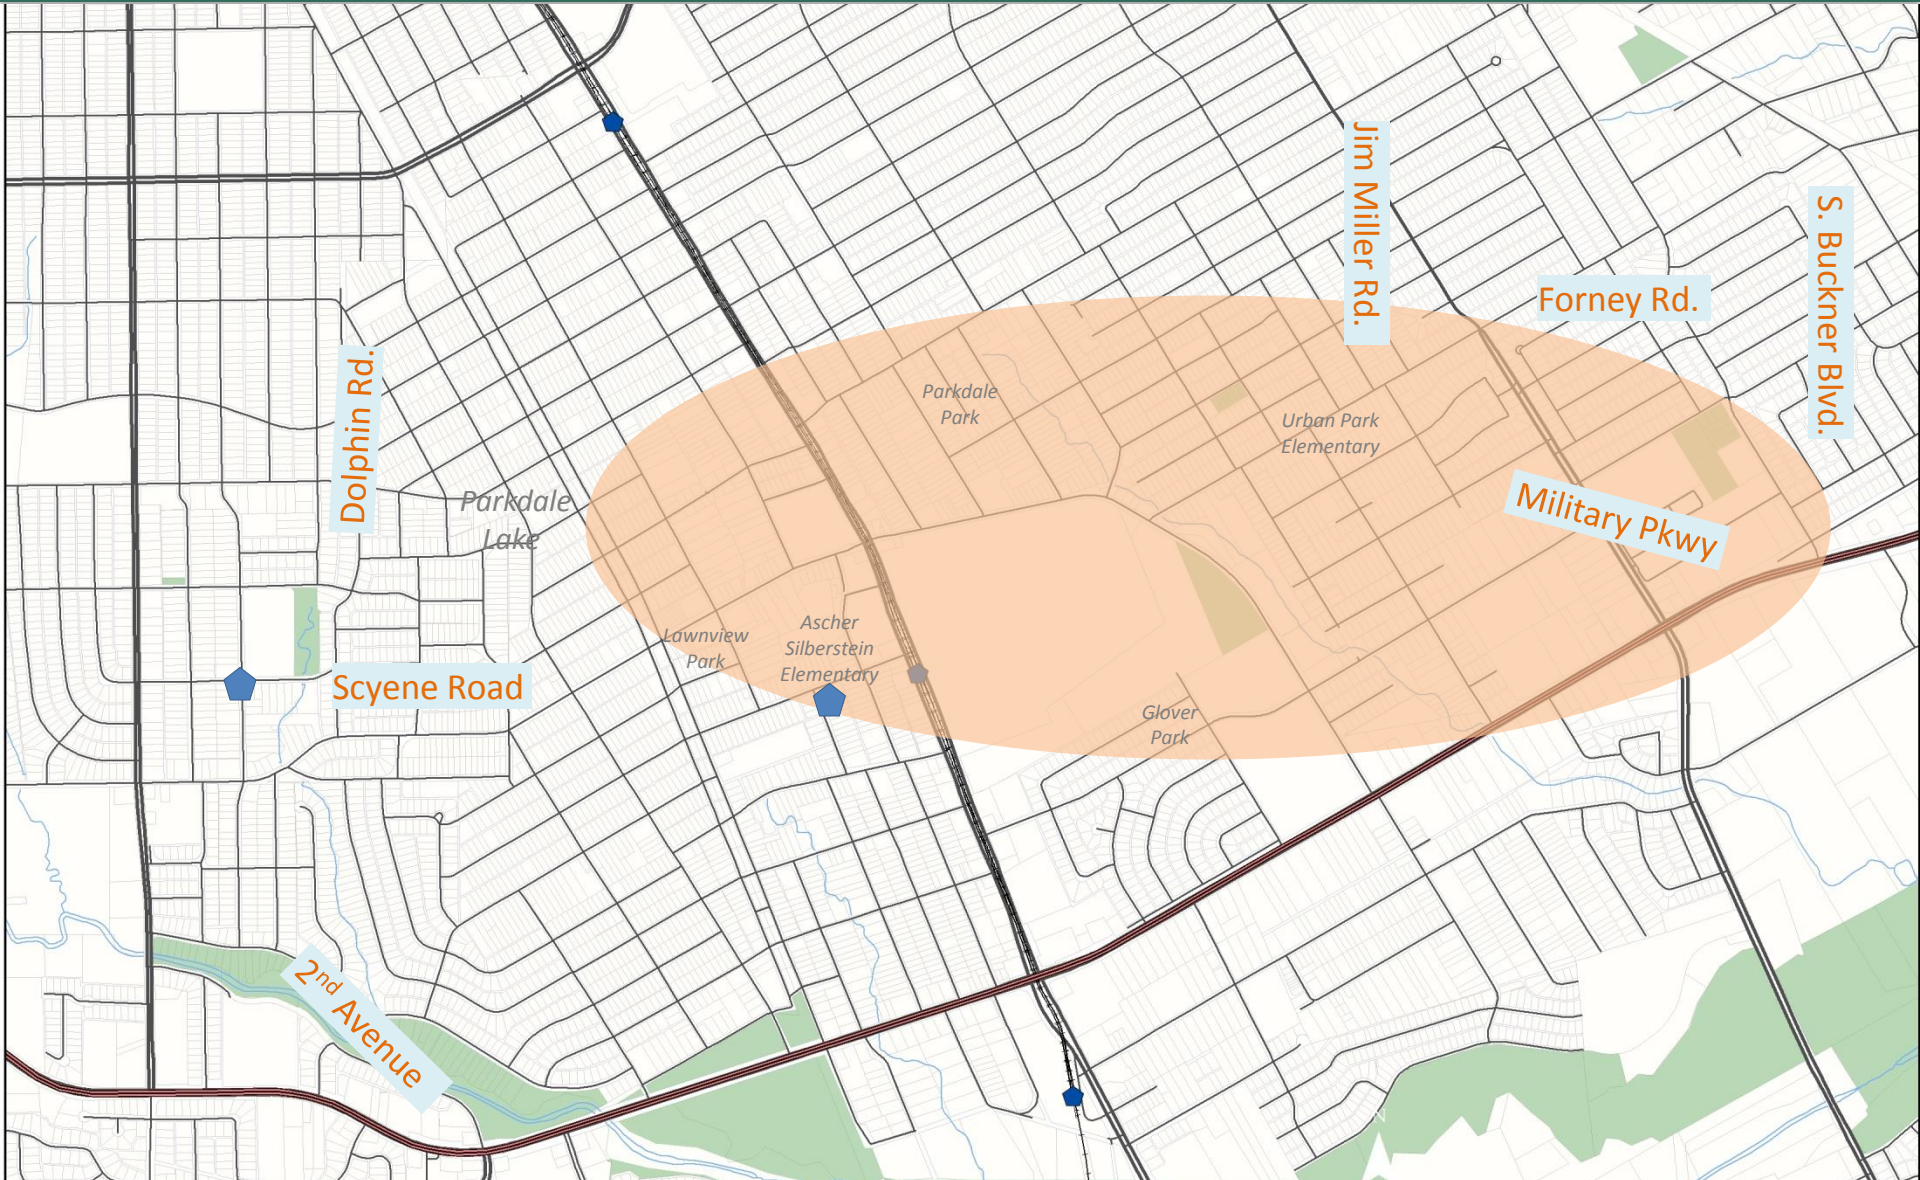 Jim Miller Rd.
S. Buckner Blvd.
Forney Rd.
Dolphin Rd.
Parkdale
Park
Urban Park
Elementary
Parkdale
Lake
Military Pkwy
Ascher
Silberstein
Elementary
Lawnview
Park
Scyene Road
Glover
Park
2nd Avenue